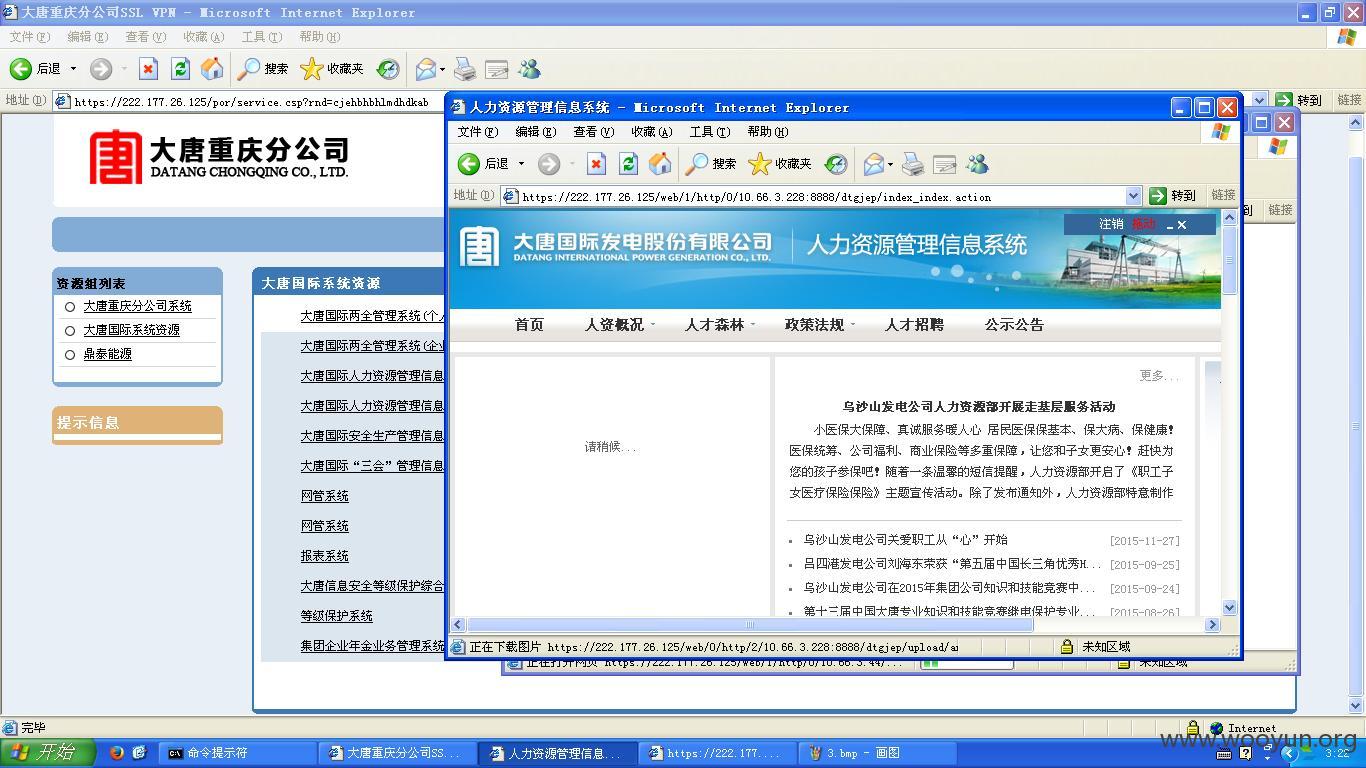 大唐重庆分公司SSL VPN - Microsoft Internet Explorer
文件(F) 编辑(E) 查看(V) 收藏(A) 工具(T) 帮助(H)
后退 搜索 收藏夹
地址(D) https://222.177.26.125/por/service.csp?rnd=cjehbhbhlmdhdkab 转到 链接
大唐重庆分公司
DATANG CHONGQING CO., LTD.
资源组列表
大唐重庆分公司系统
大唐国际系统资源
鼎泰能源
提示信息
大唐国际系统资源
大唐国际两全管理系统(个人
大唐国际两全管理系统(企业
大唐国际人力资源管理信息
大唐国际人力资源管理信息
大唐国际安全生产管理信息
大唐国际“三会”管理信息
网管系统
网管系统
报表系统
大唐信息安全等级保护综合
等级保护系统
集团企业年金业务管理系统
人力资源管理信息系统 - Microsoft Internet Explorer
文件(F) 编辑(E) 查看(V) 收藏(A) 工具(T) 帮助(H)
后退 搜索 收藏夹
地址(D) https://222.177.26.125/web/1/http/0/10.66.3.228:8888/dtgjep/index_index.action 转到 链接
到 链接
注销 拖动
大唐国际发电股份有限公司 人力资源管理信息系统
DATANG INTERNATIONAL POWER GENERATION CO., LTD.
首页 人资概况 人才森林 政策法规 人才招聘 公示公告
请稍候...
更多...
乌沙山发电公司人力资源部开展走基层服务活动
小医保大保障、真诚服务暖人心 居民医保保基本、保大病、保健康!
医保统筹、公司福利、商业保险等多重保障,让您和子女更安心!赶快为
您的孩子参保吧!随着一条温馨的短信提醒,人力资源部开启了《职工子
女医疗保险保险》主题宣传活动。除了发布通知外,人力资源部特意制作
乌沙山发电公司关爱职工从“心”开始 [2015-11-27]
吕四港发电公司刘海东荣获“第五届中国长三角优秀H... [2015-09-25]
乌沙山发电公司在2015年集团公司知识和技能竞赛中... [2015-09-24]
第十三届中国大唐专业知识和技能竞赛继电保护专业... [2015-08-26]
正在下载图片 https://222.177.26.125/web/0/http/2/10.66.3.228:8888/dtgjep/upload/a 未知区域
正在打开网页 https://222.177.26.125/web/1/http/0/10.66.3.44/... 未知区域
完毕 Internet
www.wooyun.org
开始 命令提示符 大唐重庆分公司SS... 人力资源管理信息... https://222.177.... 3.bmp - 画图 3:22